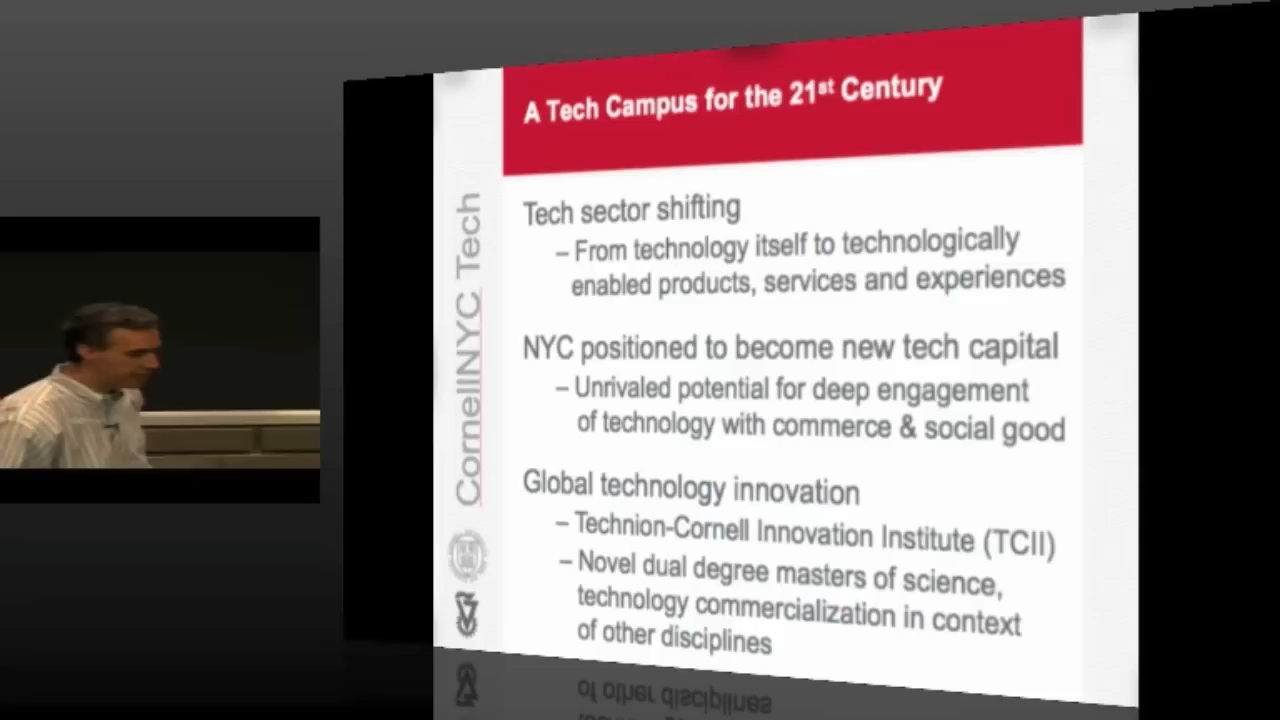 A Tech Campus for the 21st Century
CornellNYC Tech
Tech sector shifting
– From technology itself to technologically
enabled products, services and experiences
NYC positioned to become new tech capital
– Unrivaled potential for deep engagement
of technology with commerce & social good
Global technology innovation
– Technion-Cornell Innovation Institute (TCII)
– Novel dual degree masters of science,
technology commercialization in context
of other disciplines